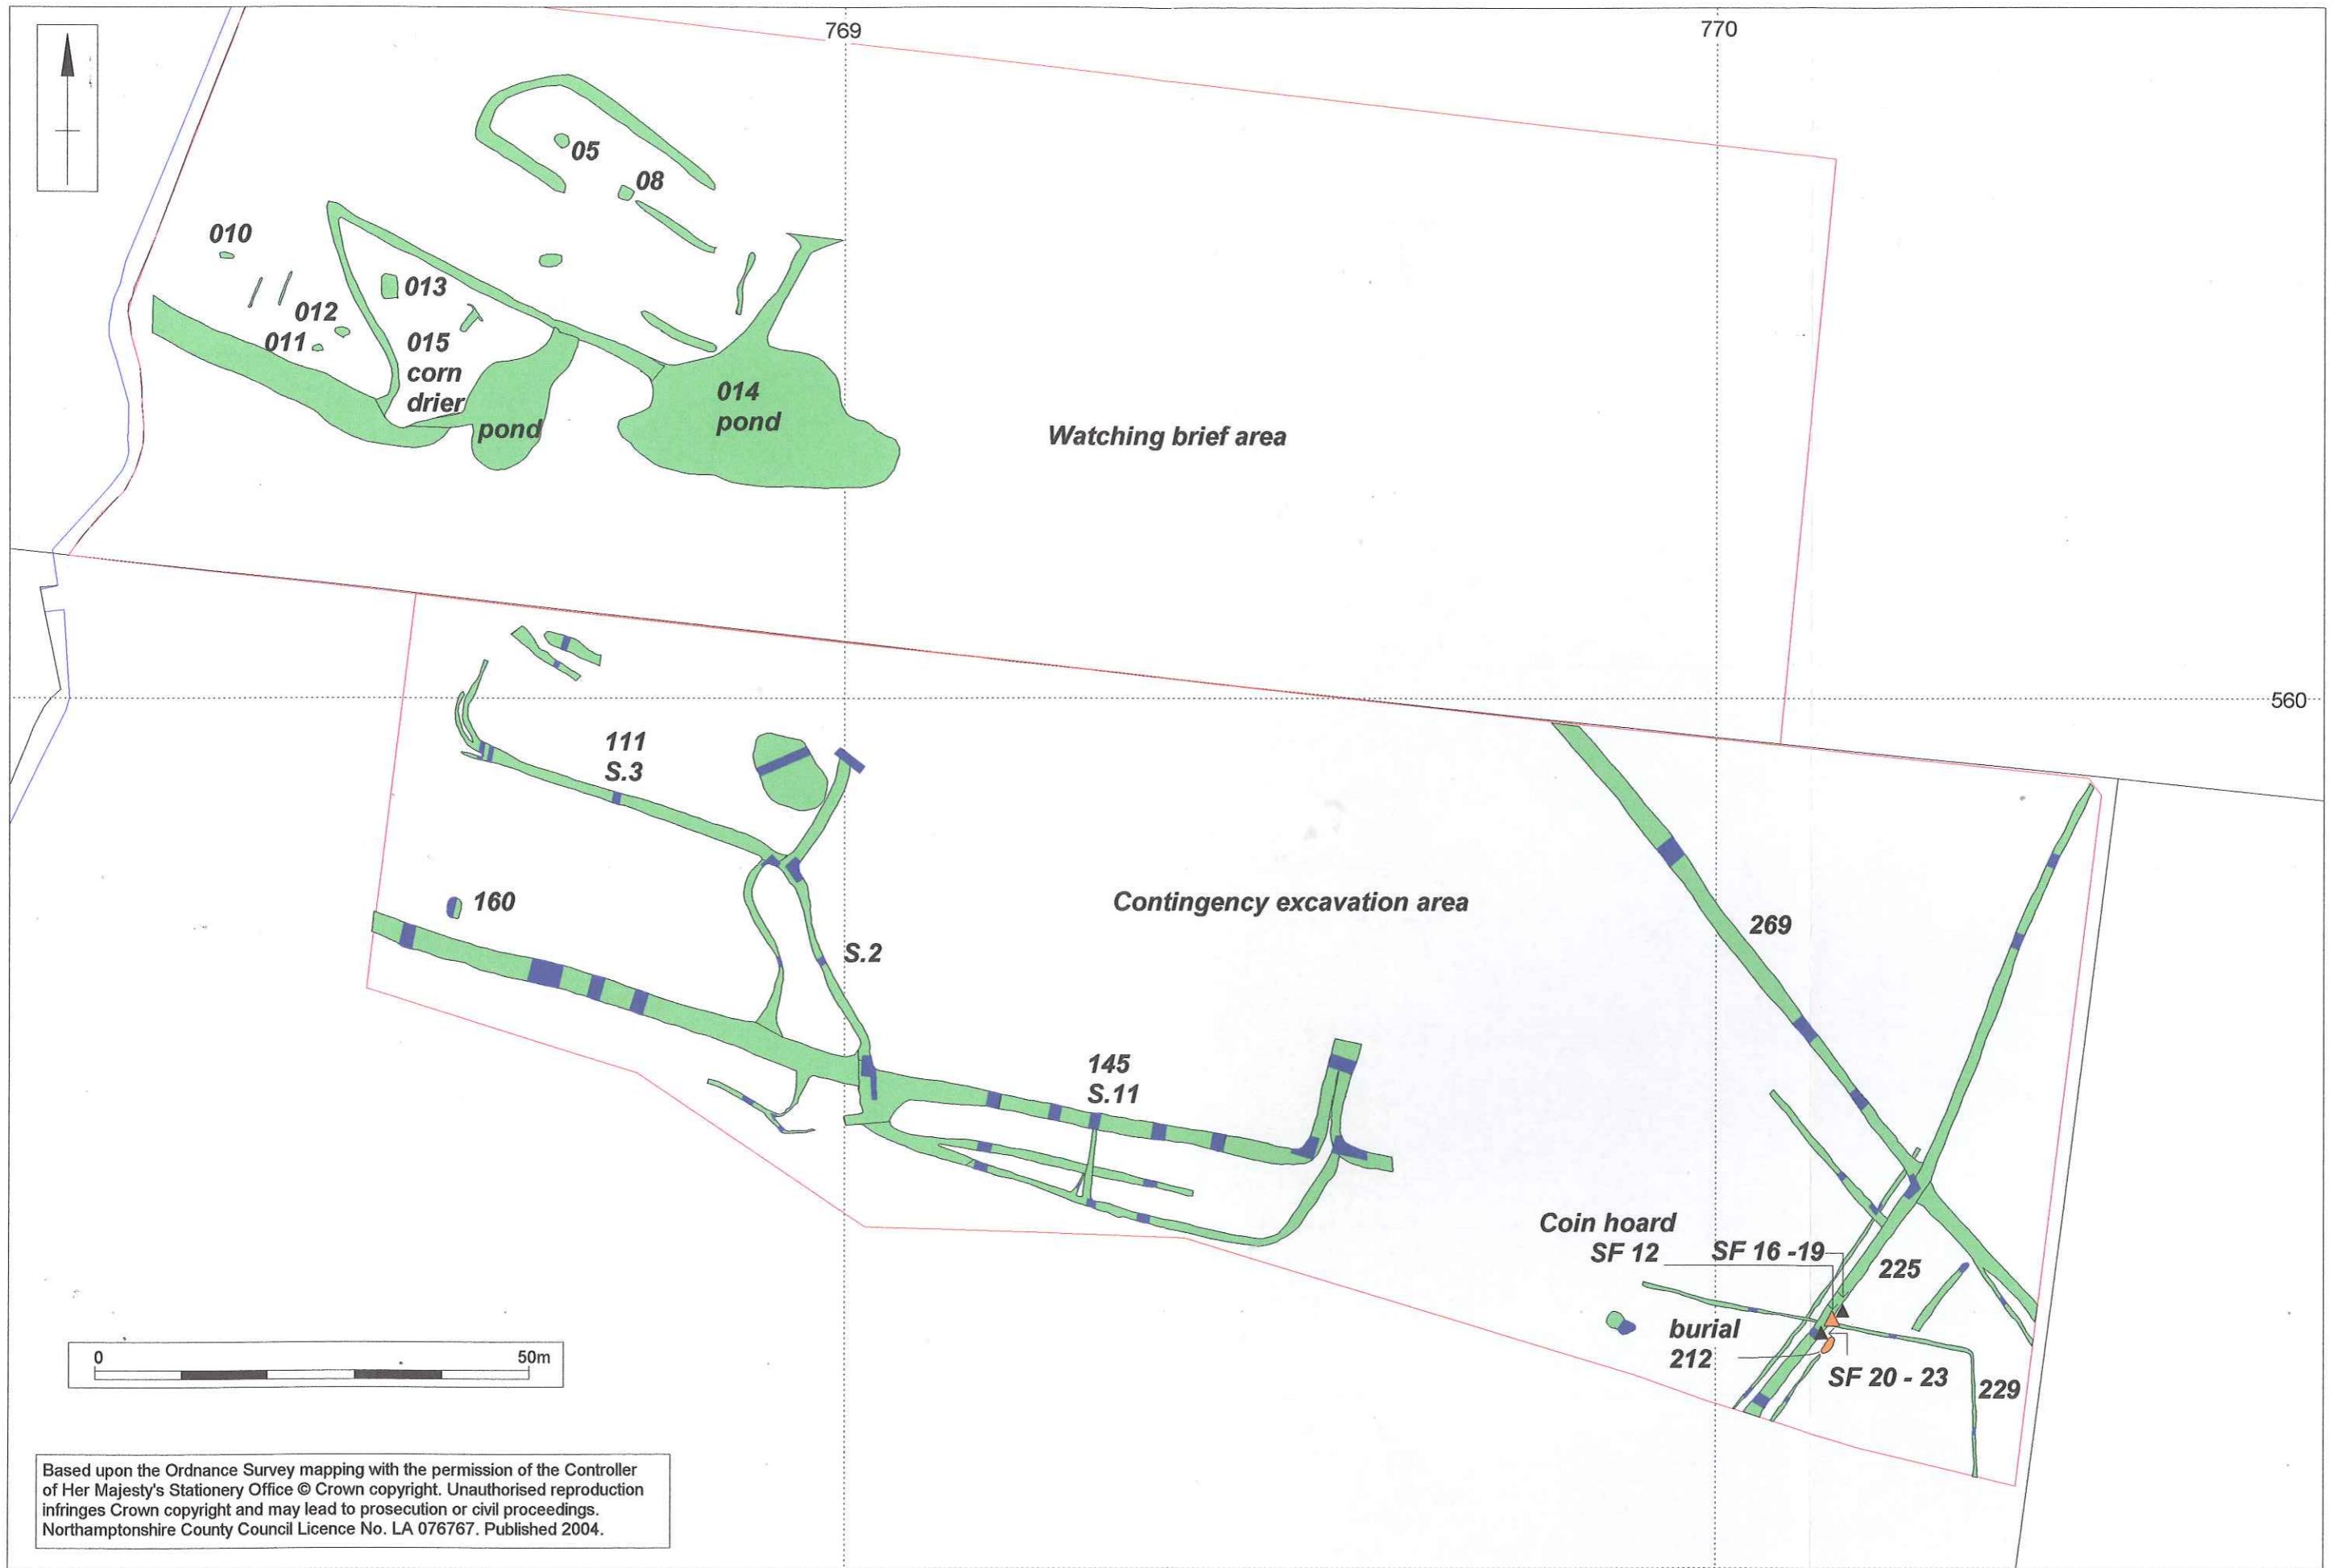 769
770
05
08
010
013
012
011
015
corn
drier
pond
014
pond
Watching brief area
560
111
S.3
160
Contingency excavation area
269
S.2
145
S.11
Coin hoard
SF 12
SF 16 -19
225
burial
212
SF 20 - 23
229
0
50m
Based upon the Ordnance Survey mapping with the permission of the Controller
of Her Majesty's Stationery Office © Crown copyright. Unauthorised reproduction
infringes Crown copyright and may lead to prosecution or civil proceedings.
Northamptonshire County Council Licence No. LA 076767. Published 2004.